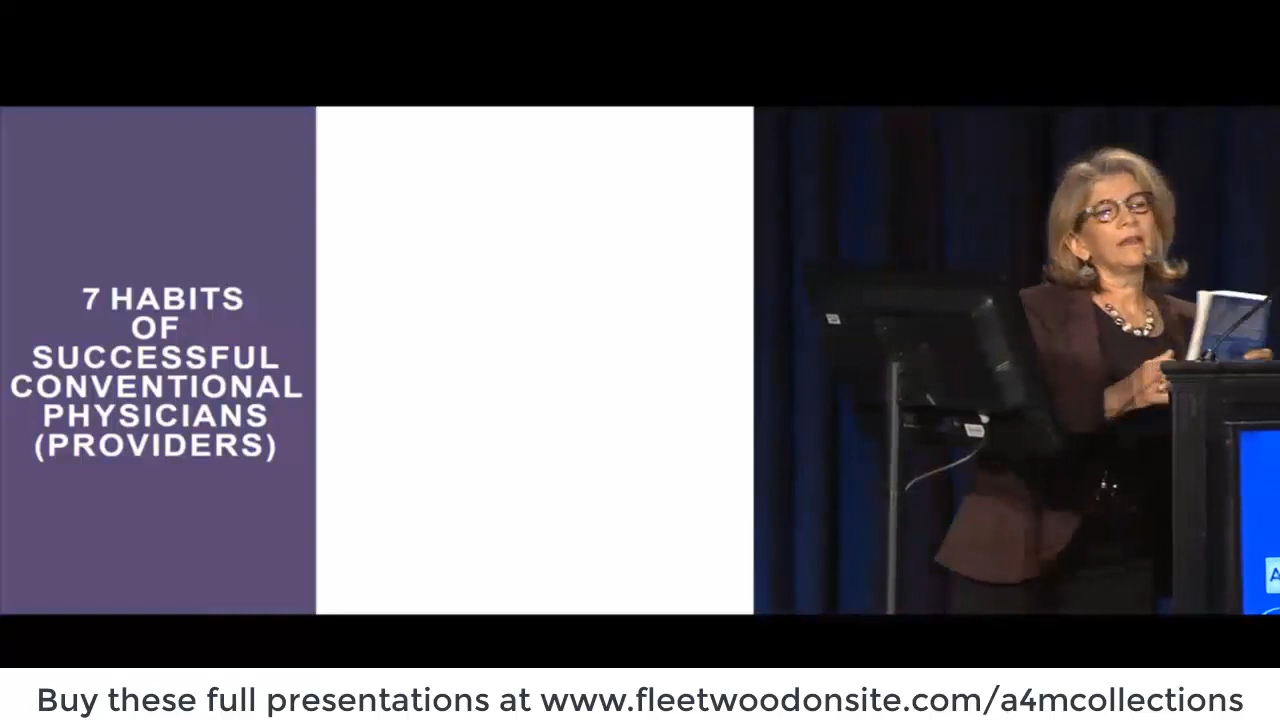 7 HABITS
OF
SUCCESSFUL
CONVENTIONAL
PHYSICIANS
(PROVIDERS)
A
Buy these full presentations at www.fleetwoodonsite.com/a4mcollections